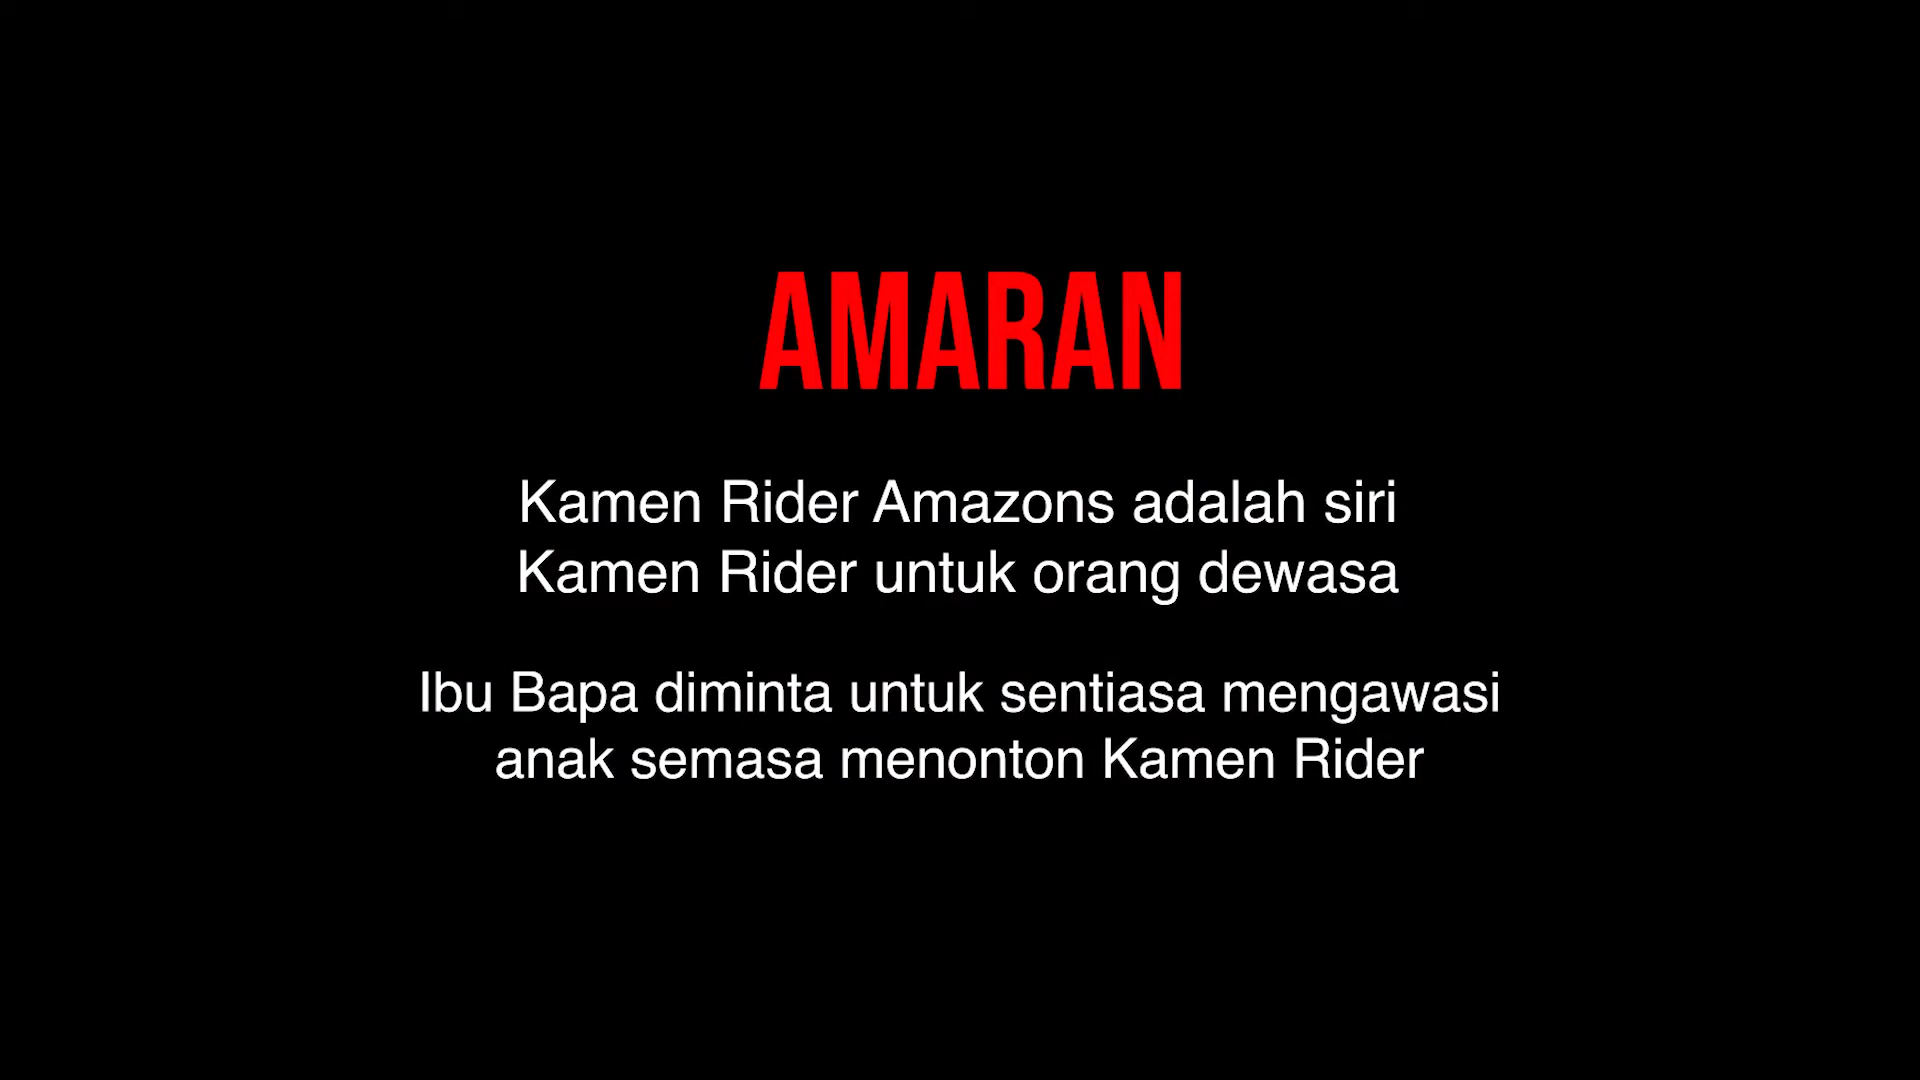 AMARAN
Kamen Rider Amazons adalah siri
Kamen Rider untuk orang dewasa
Ibu Bapa diminta untuk sentiasa mengawasi
anak semasa menonton Kamen Rider